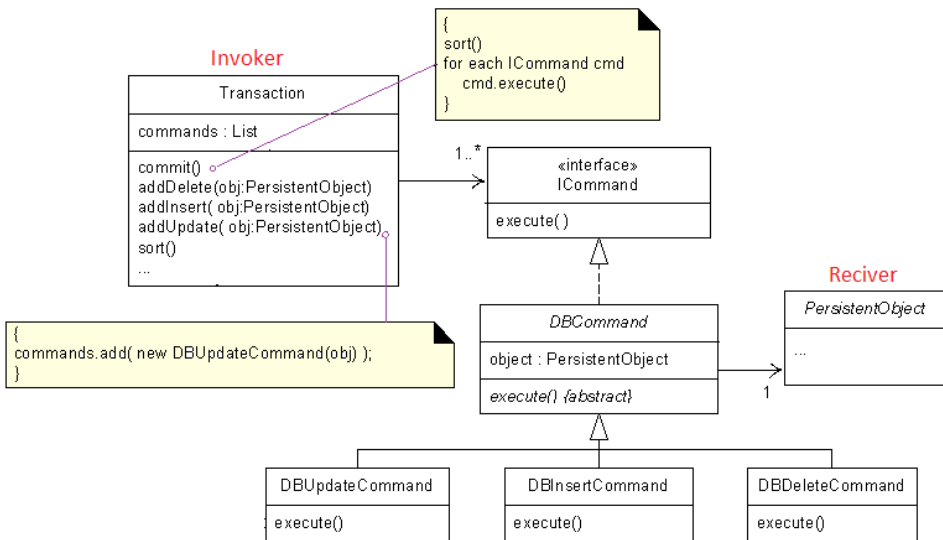 {
sort()
for each ICommand cmd
cmd.execute()
}
Invoker
Transaction
commands : List
commit()
addDelete(obj:PersistentObject)
addInsert( obj:PersistentObject)
addUpdate( obj:PersistentObject)
sort()
...
1..*
«interface»
ICommand
execute( )
{
commands.add( new DBUpdateCommand(obj) );
}
DBCommand
object : PersistentObject
execute() {abstract}
Reciver
PersistentObject
...
1
DBUpdateCommand
execute()
DBInsertCommand
execute()
DBDeleteCommand
execute()